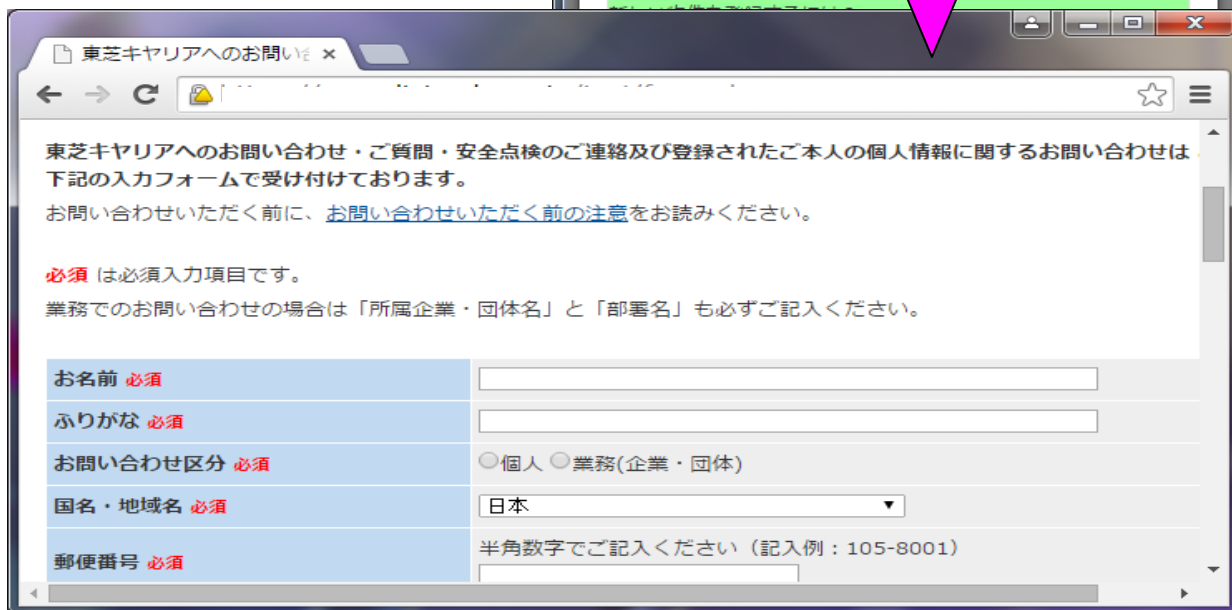 東芝キヤリアへのお問い
東芝キヤリアへのお問い合わせ・ご質問・安全点検のご連絡及び登録されたご本人の個人情報に関するお問い合わせは
下記の入力フォームで受け付けております。
お問い合わせいただく前に、お問い合わせいただく前の注意をお読みください。
必須 は必須入力項目です。
業務でのお問い合わせの場合は「所属企業・団体名」と「部署名」も必ずご記入ください。
お名前 必須
ふりがな 必須
お問い合わせ区分 必須
個人 業務(企業・団体)
国名・地域名 必須
日本
郵便番号 必須
半角数字でご記入ください（記入例：105-8001）